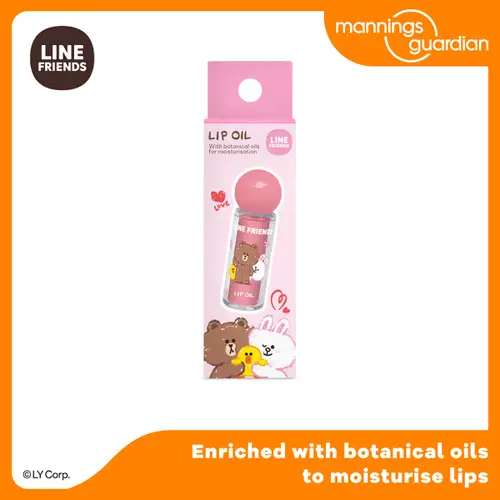 LINE
FRIENDS
mannings
guardian
LIP OIL
With botanical oils
for moisturisation
LINE
FRIENDS
LOVE
LINE FRIENDS
LIP OIL
Enriched with botanical oils
to moisturise lips
©LY Corp.